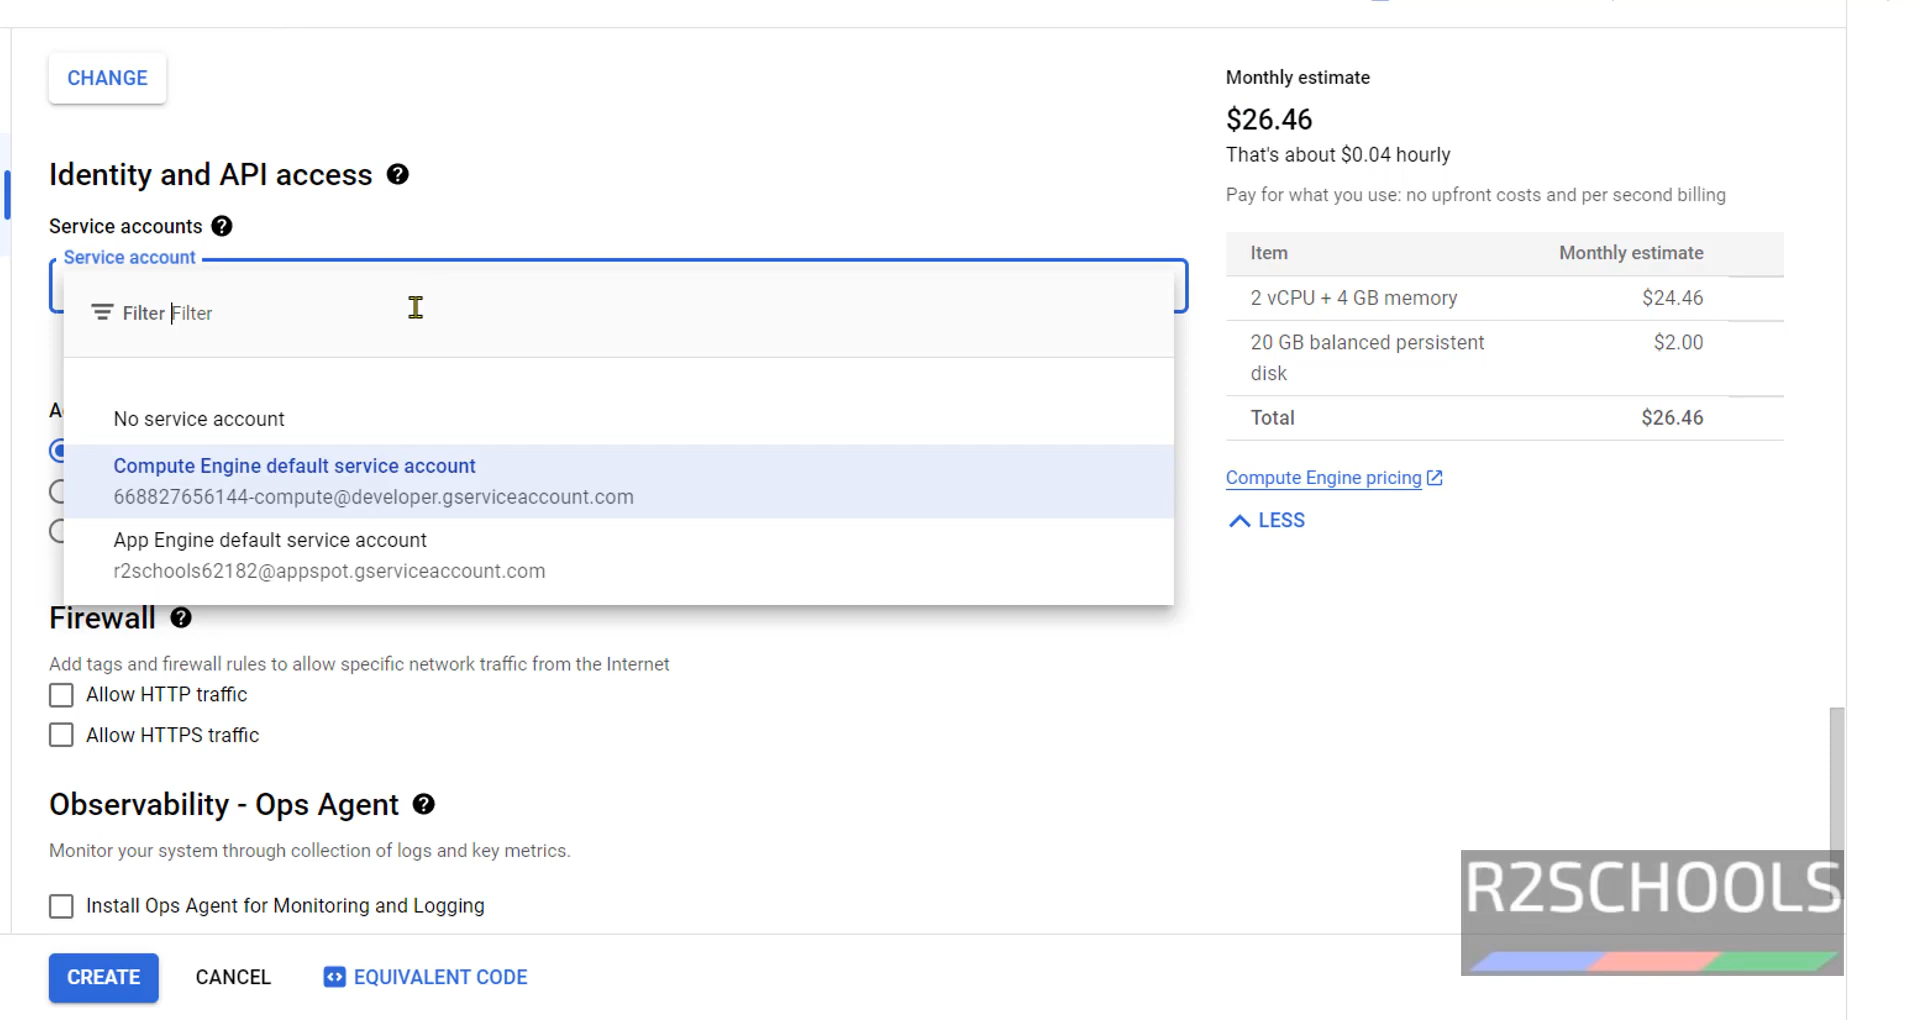 CHANGE
Identity and API access
Service accounts
Service account
Filter Filter
No service account
Compute Engine default service account
668827656144-compute@developer.gserviceaccount.com
App Engine default service account
r2schools62182@appspot.gserviceaccount.com
Firewall
Add tags and firewall rules to allow specific network traffic from the Internet
Allow HTTP traffic
Allow HTTPS traffic
Observability - Ops Agent
Monitor your system through collection of logs and key metrics.
Install Ops Agent for Monitoring and Logging
CREATE CANCEL EQUIVALENT CODE
Monthly estimate
$26.46
That's about $0.04 hourly
Pay for what you use: no upfront costs and per second billing
Item Monthly estimate
2 vCPU + 4 GB memory $24.46
20 GB balanced persistent $2.00
disk
Total $26.46
Compute Engine pricing
LESS
R2SCHOOLS